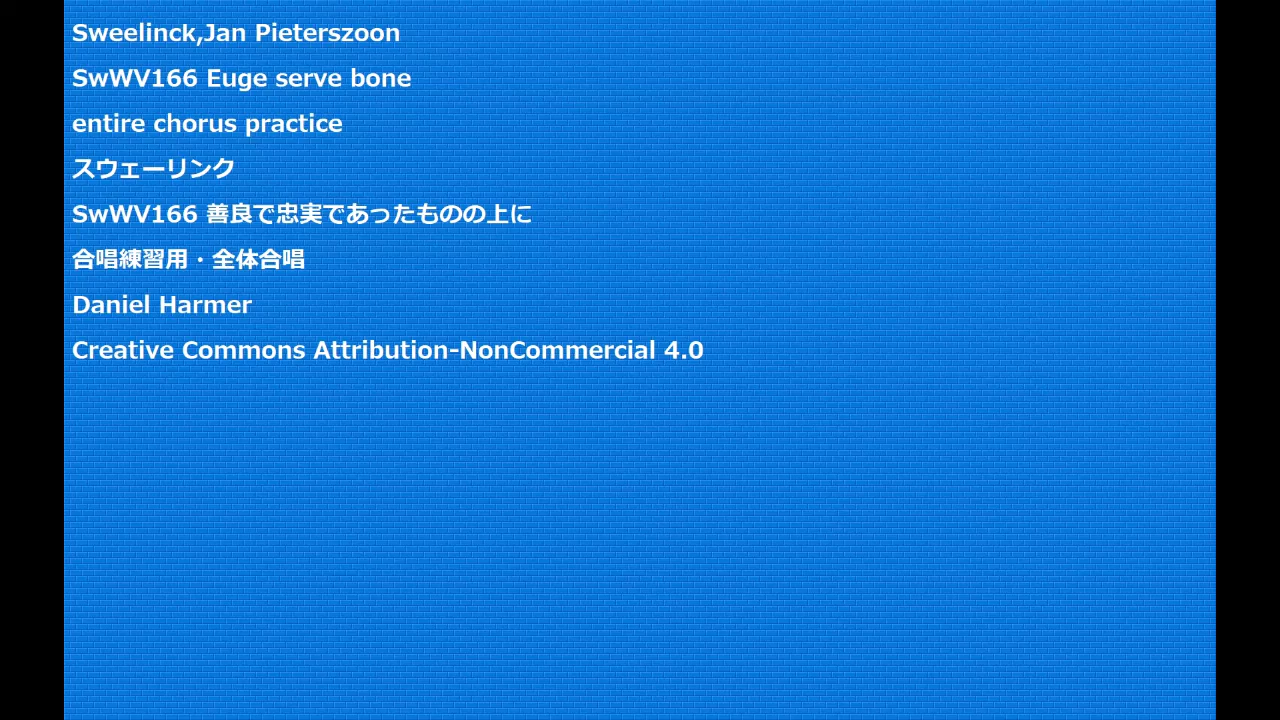 Sweelinck,Jan Pieterszoon
SwWV166 Euge serve bone
entire chorus practice
スウェーリンク
SwWV166 善良で忠実であったものの上に
合唱練習用・全体合唱
Daniel Harmer
Creative Commons Attribution-NonCommercial 4.0